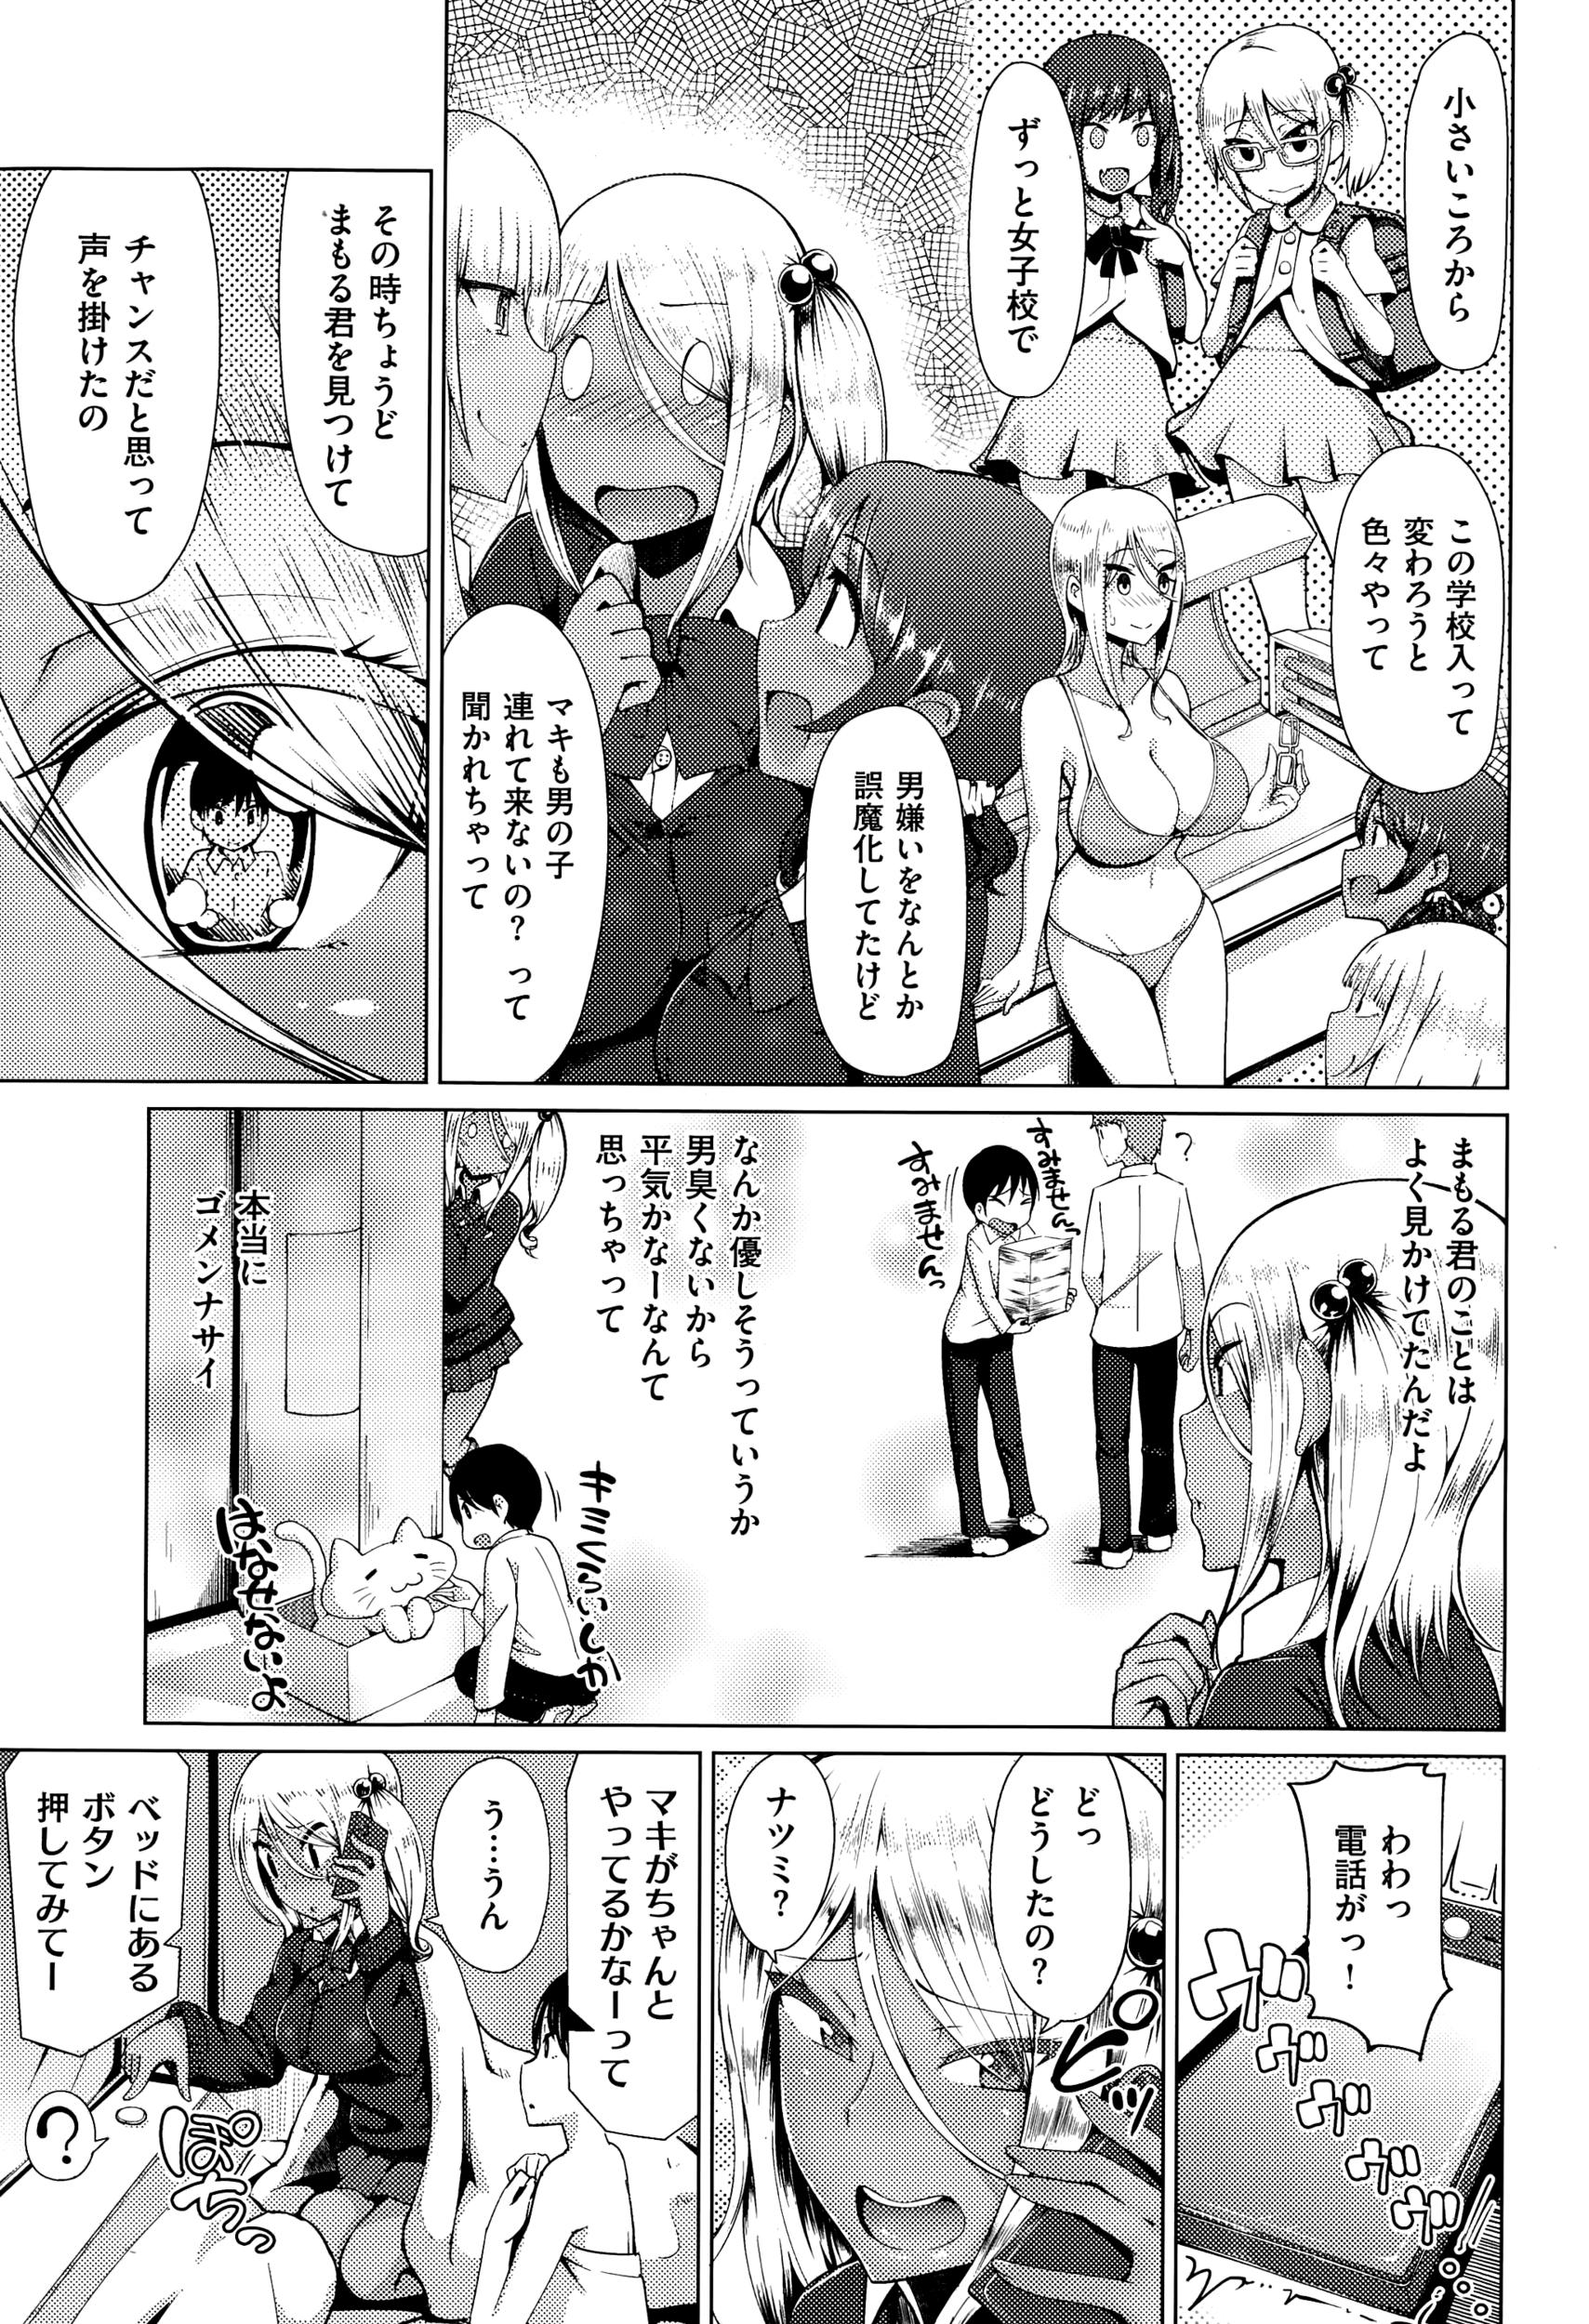 小さいころから
ずっと女子校で
この学校入って
変わろうと
色々やって
男嫌いをなんとか
誤魔化してたけど
マキも男の子
連れて来ないの？って
聞かれちゃって
その時ちょうど
まもる君を見つけて
チャンスだと思って
声を掛けたの
まもる君のことは
よく見かけてたんだよ
?
すみませんっ
すみませんっ
なんか優しそうっていうか
男臭くないから
平気かなーなんて
思っちゃって
キミくらいしか
はなせないよ
本当に
ゴメンナサイ
わわっ
電話がっ！
ヴヴヴヴヴ
どっ
どうしたの？
ナツミ？
ピッ
マキがちゃんと
やってるかなーって
う…うん
ベッドにある
ボタン
押してみてー
ぽちっ
?